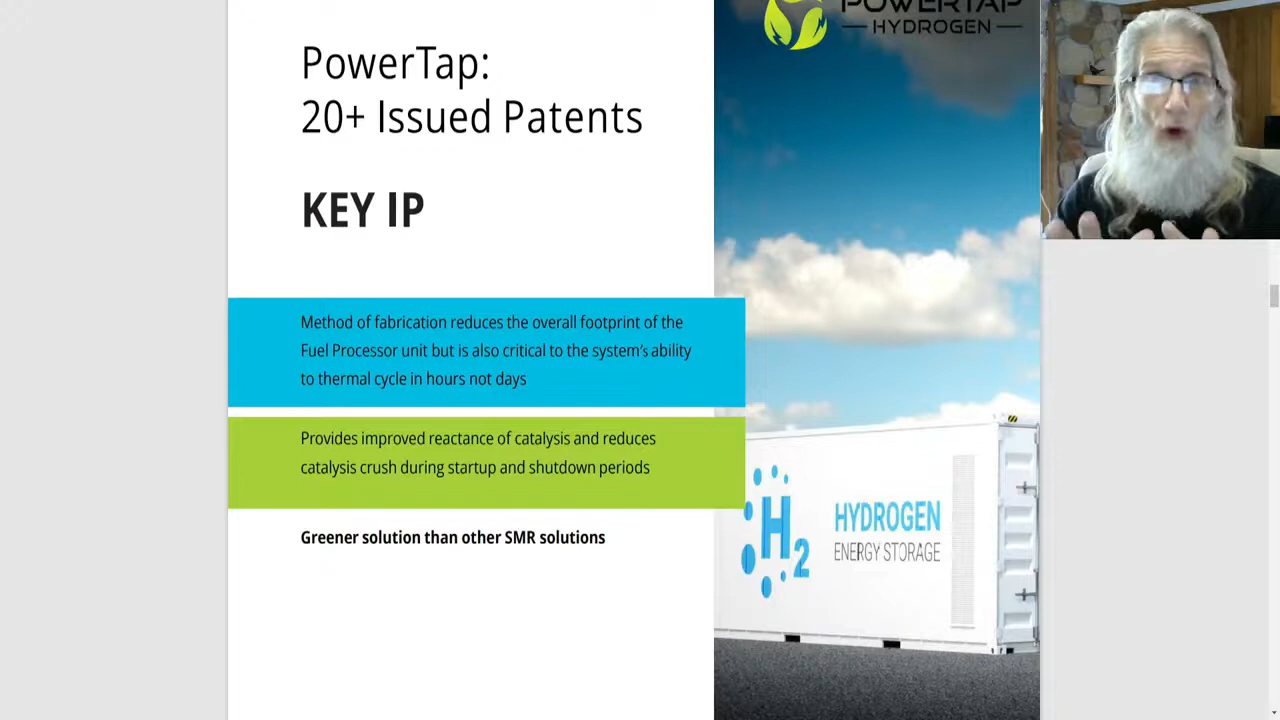 PowerTap:
20+ Issued Patents
KEY IP
Method of fabrication reduces the overall footprint of the
Fuel Processor unit but is also critical to the system's ability
to thermal cycle in hours not days
Provides improved reactance of catalysis and reduces
catalysis crush during startup and shutdown periods
Greener solution than other SMR solutions
POWERTAP
HYDROGEN
H2
HYDROGEN
ENERGY STORAGE